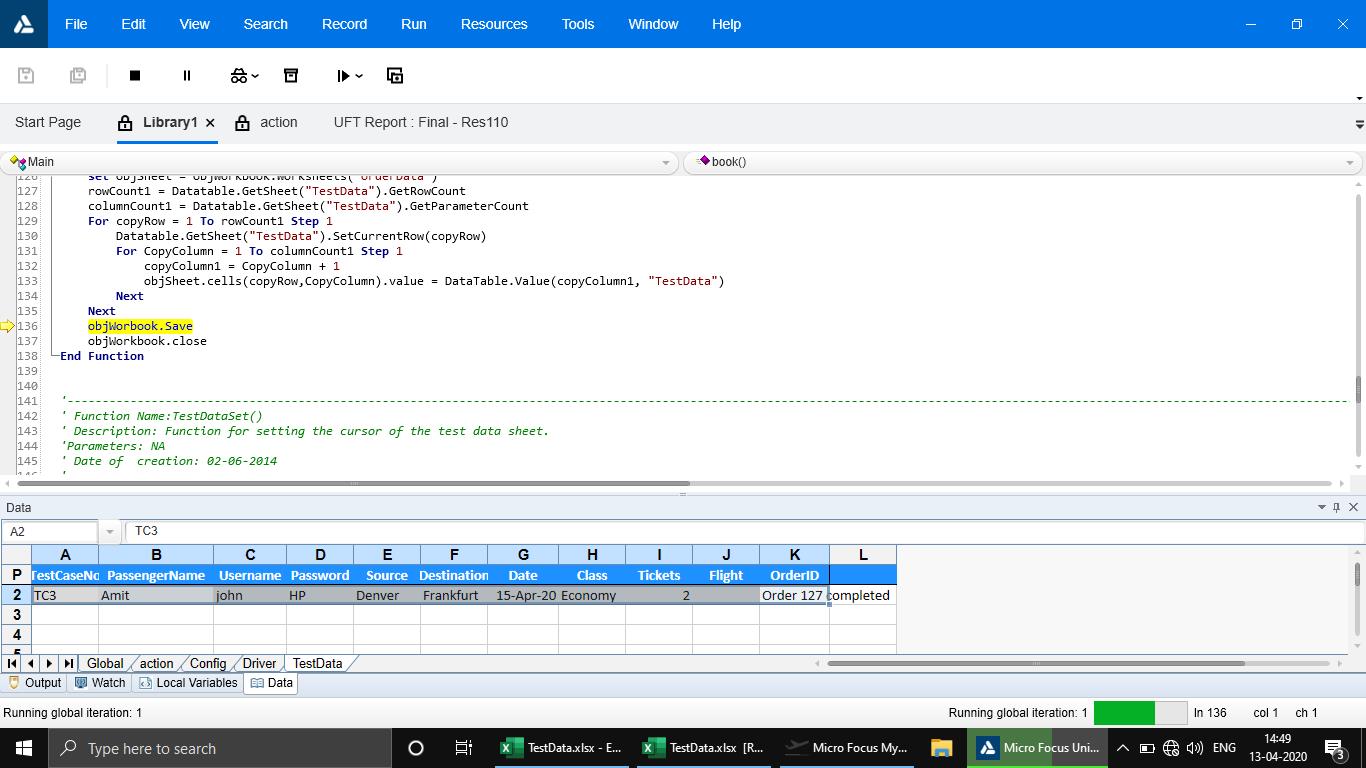 File Edit View Search Record Run Resources Tools Window Help
Start Page Library1 action UFT Report : Final - Res110
Main book()
126 Set objSheet = objWorkbook.Worksheets("OrderData")
127 rowCount1 = Datatable.GetSheet("TestData").GetRowCount
128 columnCount1 = Datatable.GetSheet("TestData").GetParameterCount
129 For copyRow = 1 To rowCount1 Step 1
130 Datatable.GetSheet("TestData").SetCurrentRow(copyRow)
131 For CopyColumn = 1 To columnCount1 Step 1
132 copyColumn1 = CopyColumn + 1
133 objSheet.cells(copyRow,CopyColumn).value = DataTable.Value(copyColumn1, "TestData")
134 Next
135 Next
136 objWorbook.Save
137 objWorkbook.close
138 End Function
139
140
141 '----------------------------------------------------------------
142 ' Function Name:TestDataSet()
143 ' Description: Function for setting the cursor of the test data sheet.
144 'Parameters: NA
145 ' Date of  creation: 02-06-2014
146 '
Data
A2 TC3
A B C D E F G H I J K L
P TestCaseNo PassengerName Username Password Source Destination Date Class Tickets Flight OrderID
2 TC3 Amit john HP Denver Frankfurt 15-Apr-20 Economy 2 Order 127 completed
3
4
5
Global action Config Driver TestData
Output Watch Local Variables Data
Running global iteration: 1 Running global iteration: 1 ln 136 col 1 ch 1
Type here to search TestData.xlsx - E... TestData.xlsx [R... Micro Focus My... Micro Focus Uni... ENG 14:49
13-04-2020 3